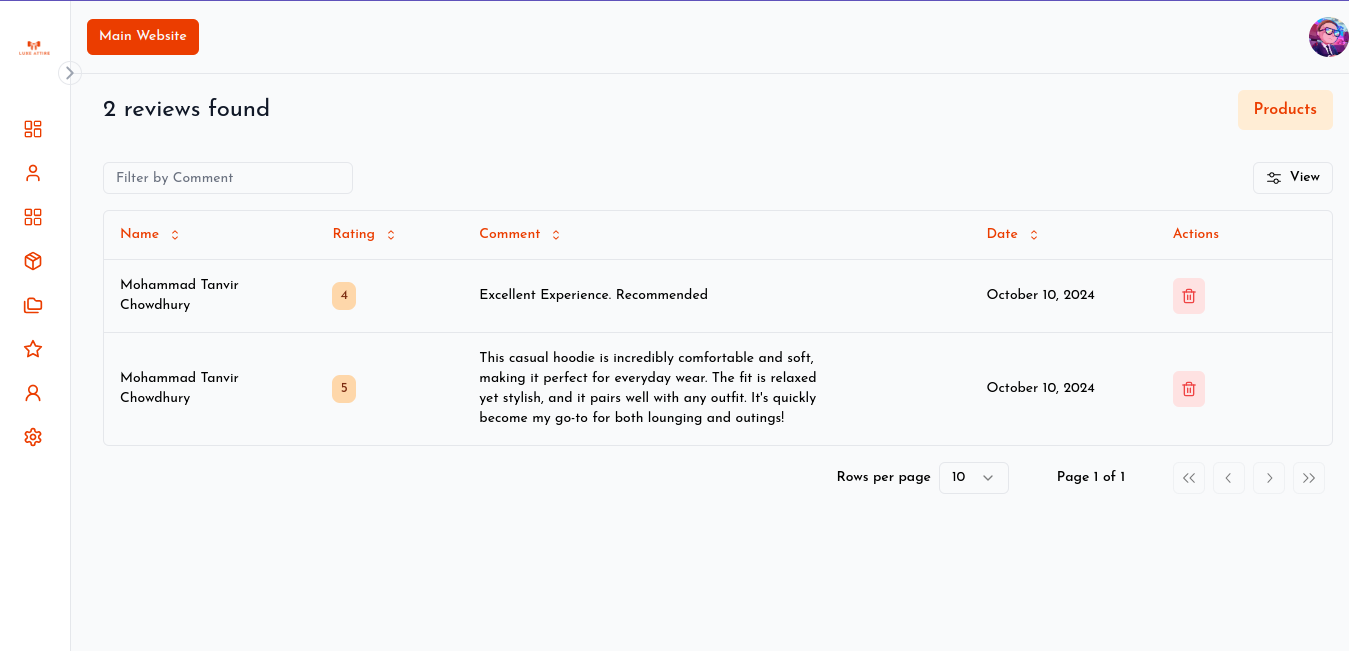 LUXE ATTIRE
Main Website
2 reviews found
Products
Filter by Comment
View
Name Rating Comment Date Actions
Mohammad Tanvir
Chowdhury
4
Excellent Experience. Recommended
October 10, 2024
Mohammad Tanvir
Chowdhury
5
This casual hoodie is incredibly comfortable and soft,
making it perfect for everyday wear. The fit is relaxed
yet stylish, and it pairs well with any outfit. It's quickly
become my go-to for both lounging and outings!
October 10, 2024
Rows per page 10 Page 1 of 1